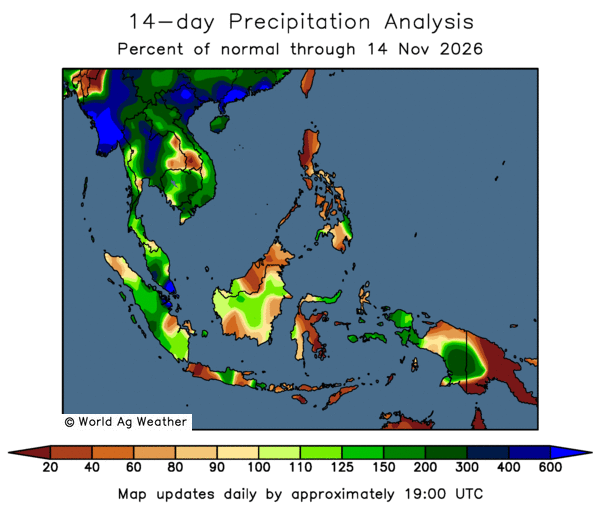 14-day Precipitation Analysis
Percent of normal through 14 Nov 2026
© World Ag Weather
20 40 60 80 90 100 110 125 150 200 300 400 600
Map updates daily by approximately 19:00 UTC